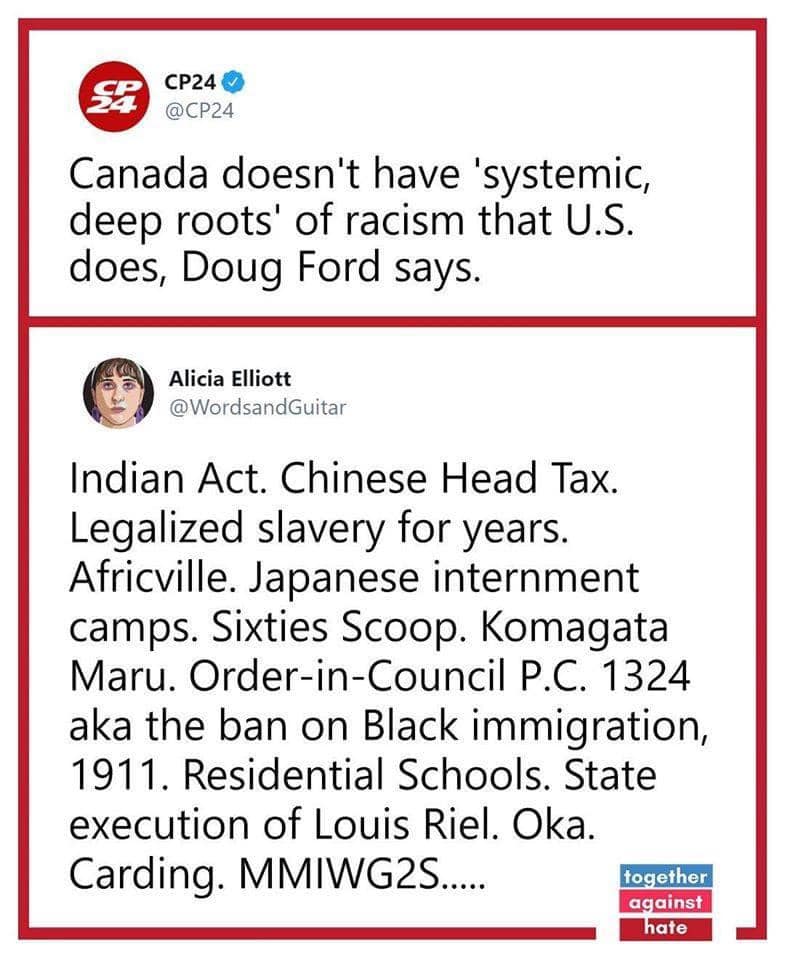 CP
24
CP24
@CP24
Canada doesn't have 'systemic,
deep roots' of racism that U.S.
does, Doug Ford says.
Alicia Elliott
@WordsandGuitar
Indian Act. Chinese Head Tax.
Legalized slavery for years.
Africville. Japanese internment
camps. Sixties Scoop. Komagata
Maru. Order-in-Council P.C. 1324
aka the ban on Black immigration,
1911. Residential Schools. State
execution of Louis Riel. Oka.
Carding. MMIWG2S.....
together
against
hate